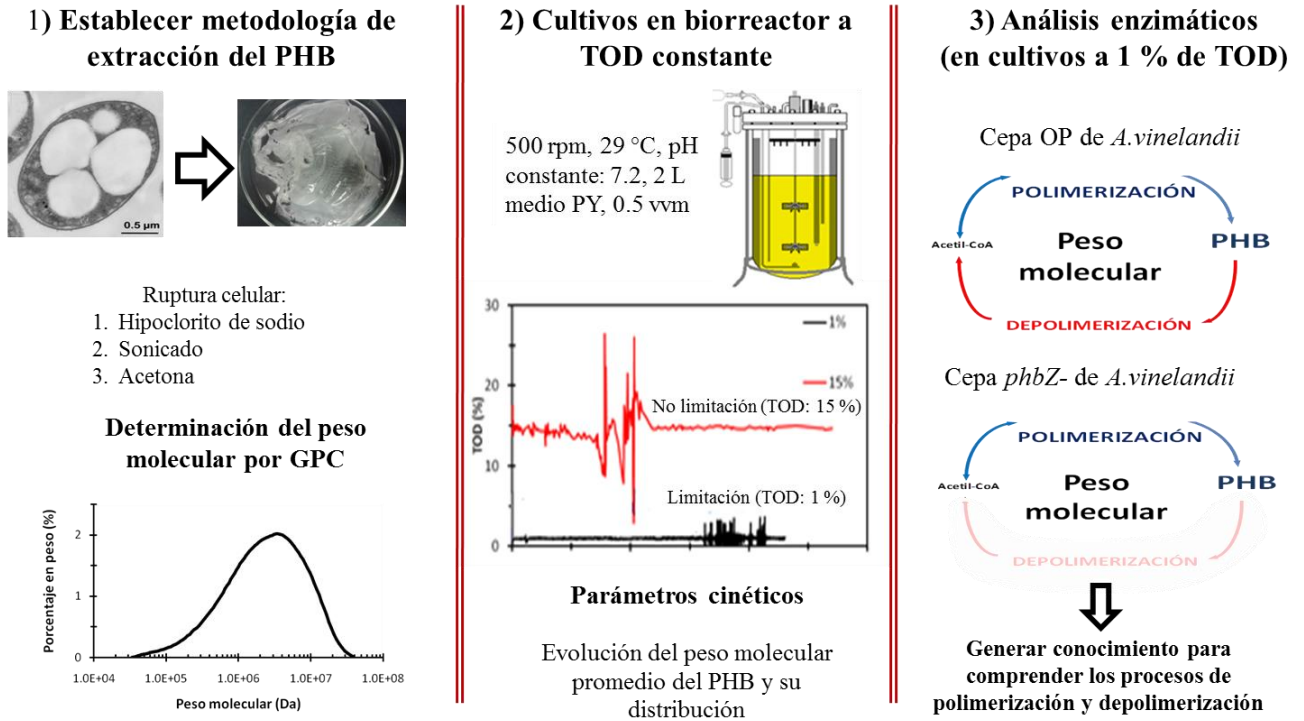 1) Establecer metodología de
extracción del PHB
0.5 µm
Ruptura celular:
1. Hipoclorito de sodio
2. Sonicado
3. Acetona
Determinación del peso
molecular por GPC
Porcentaje en peso (%)
2
1
0
1.0E+04 1.0E+05 1.0E+06 1.0E+07 1.0E+08
Peso molecular (Da)
2) Cultivos en biorreactor a
TOD constante
500 rpm, 29 °C, pH
constante: 7.2, 2 L
medio PY, 0.5 vvm
TOD (%)
30
20
10
0
1%
15%
No limitación (TOD: 15 %)
Limitación (TOD: 1 %)
Parámetros cinéticos
Evolución del peso molecular
promedio del PHB y su
distribución
3) Análisis enzimáticos
(en cultivos a 1 % de TOD)
Cepa OP de A.vinelandii
POLIMERIZACIÓN
Acetil-CoA
Peso
molecular
PHB
DEPOLIMERIZACIÓN
Cepa phbZ- de A.vinelandii
POLIMERIZACIÓN
Acetil-CoA
Peso
molecular
PHB
DEPOLIMERIZACIÓN
Generar conocimiento para
comprender los procesos de
polimerización y depolimerización